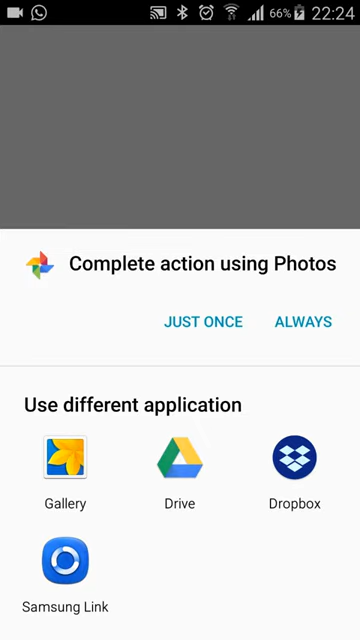 66% 22:24
Complete action using Photos
JUST ONCE ALWAYS
Use different application
Gallery Drive Dropbox
Samsung Link